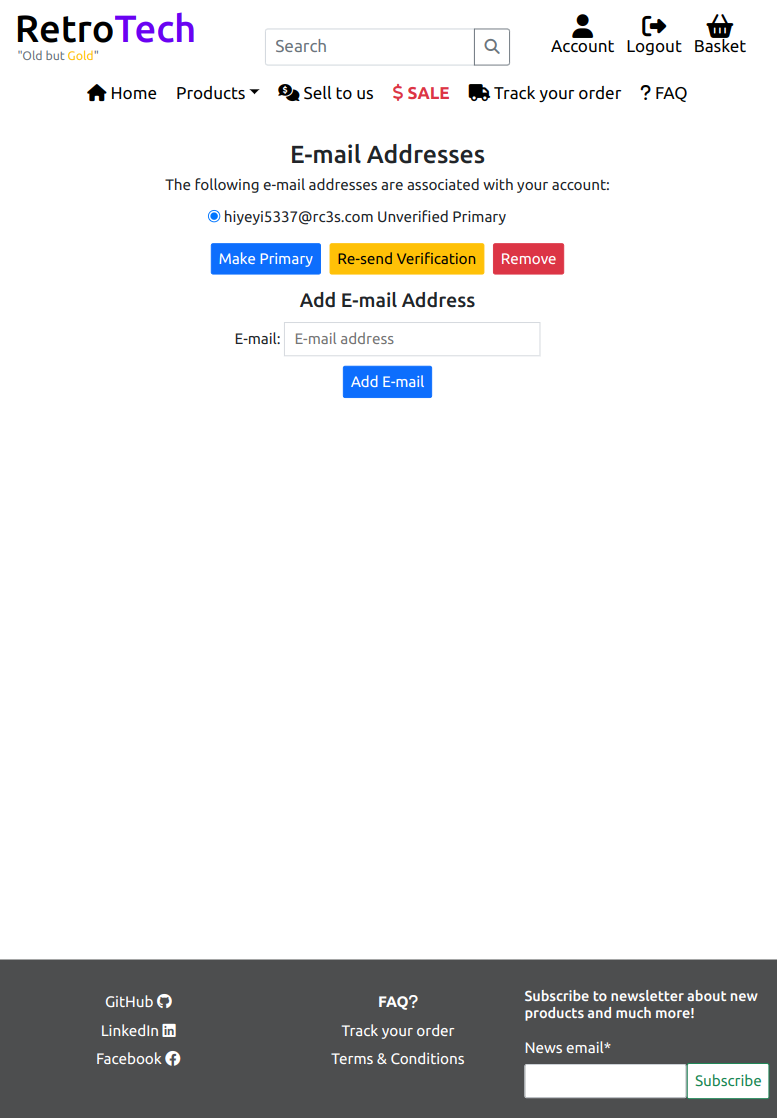 RetroTech
"Old but Gold"
Search
Account Logout Basket
Home Products Sell to us $ SALE Track your order ? FAQ
E-mail Addresses
The following e-mail addresses are associated with your account:
hiyeyi5337@rc3s.com Unverified Primary
Make Primary Re-send Verification Remove
Add E-mail Address
E-mail: E-mail address
Add E-mail
GitHub
LinkedIn
Facebook
FAQ?
Track your order
Terms & Conditions
Subscribe to newsletter about new
products and much more!
News email*
Subscribe